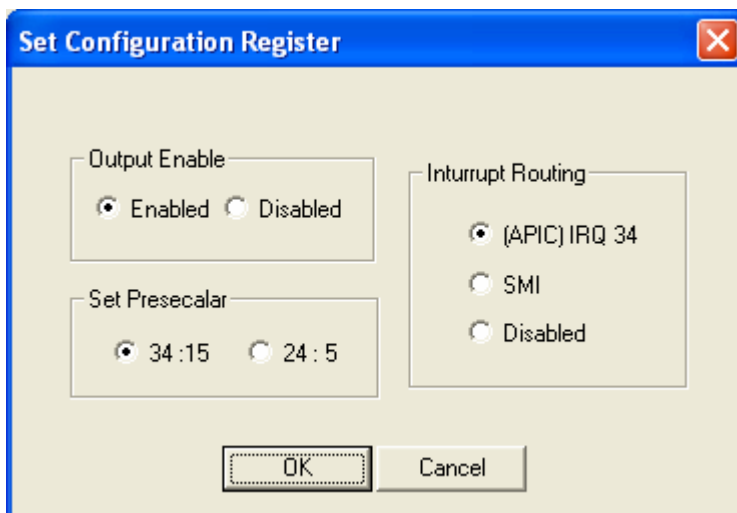 Set Configuration Register
Output Enable
Enabled Disabled
Set Presecalar
34 :15 24 : 5
Inturrupt Routing
(APIC) IRQ 34
SMI
Disabled
OK Cancel